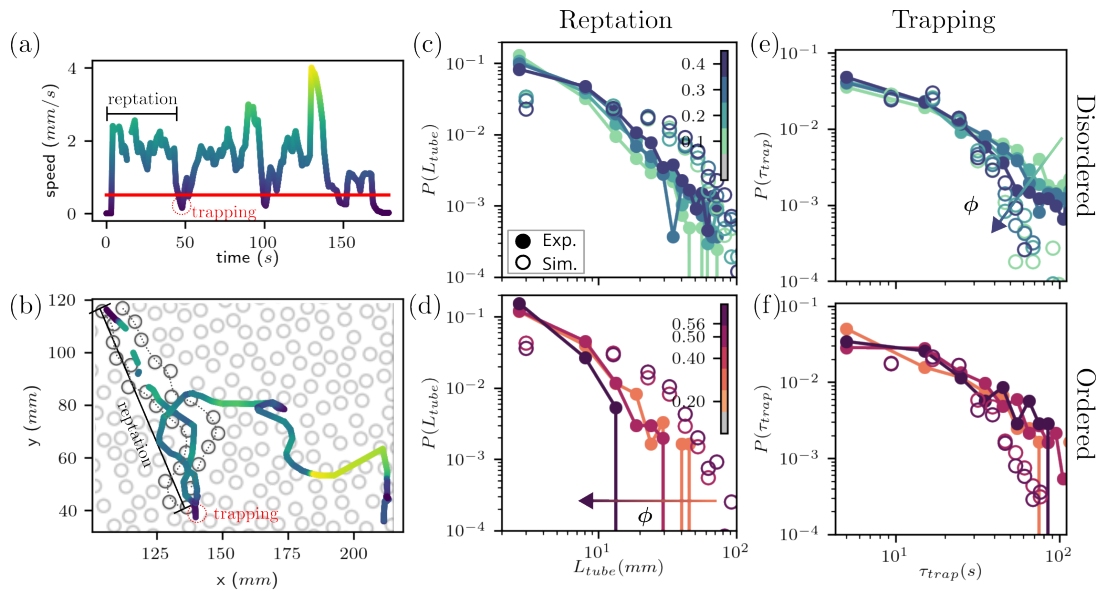 Reptation
Trapping
(a)
speed (mm/s)
4
2
0
reptation
trapping
0
50
100
150
time (s)
(b)
y (mm)
120
100
80
60
40
reptation
trapping
100
125
150
175
200
x (mm)
(c)
P(L_tube)
10^-1
10^-2
10^-3
10^-4
0.4
0.3
0.2
0.1
Exp.
Sim.
(d)
P(L_tube)
10^-1
10^-2
10^-3
10^-4
0.56
0.40
0.20
ϕ
10^1
10^2
L_tube(mm)
(e)
P(τ_trap)
10^-1
10^-2
10^-3
10^-4
ϕ
Disordered
(f)
P(τ_trap)
10^-1
10^-2
10^-3
10^-4
10^1
10^2
τ_trap(s)
Ordered